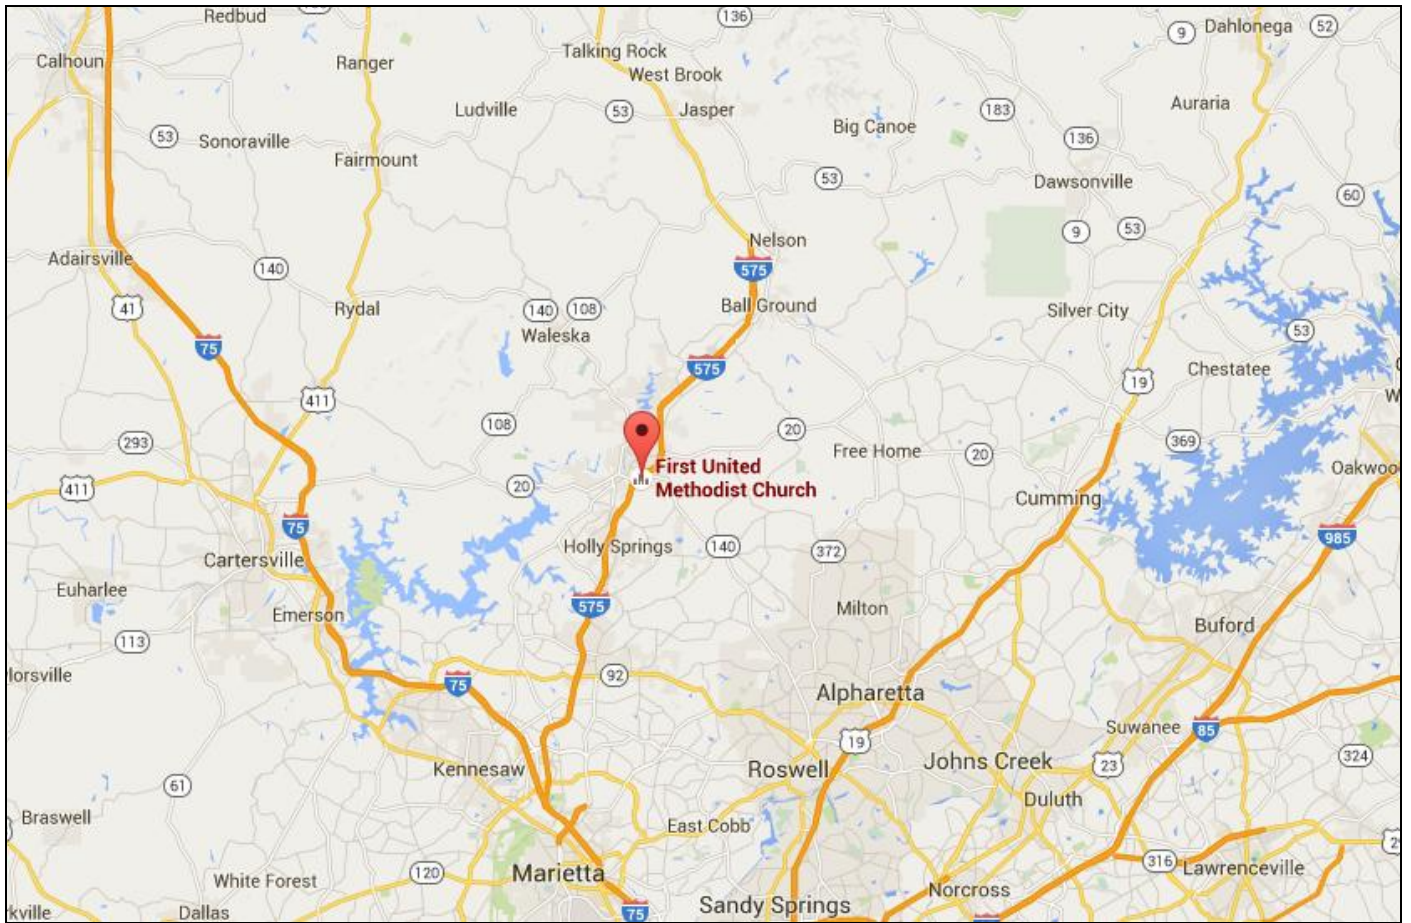 Redbud
136
Dahlonega
52
9
Talking Rock
Calhoun
Ranger
West Brook
Auraria
Ludville
53
Jasper
183
Big Canoe
53
Sonoraville
136
Fairmount
53
Dawsonville
60
9
53
Nelson
Adairsville
140
575
41
Rydal
140
108
Ball Ground
Silver City
53
Waleska
75
575
Chestatee
19
411
108
293
20
369
First United
Methodist Church
Free Home
20
Oakwoo
411
20
Cumming
75
Holly Springs
140
372
985
Cartersville
Euharlee
575
Milton
Emerson
Buford
113
lorsville
92
75
Alpharetta
Suwanee
85
19
324
Kennesaw
Roswell
Johns Creek
23
61
Duluth
Braswell
East Cobb
316
Lawrenceville
White Forest
120
Marietta
Norcross
kville
Dallas
75
Sandy Springs